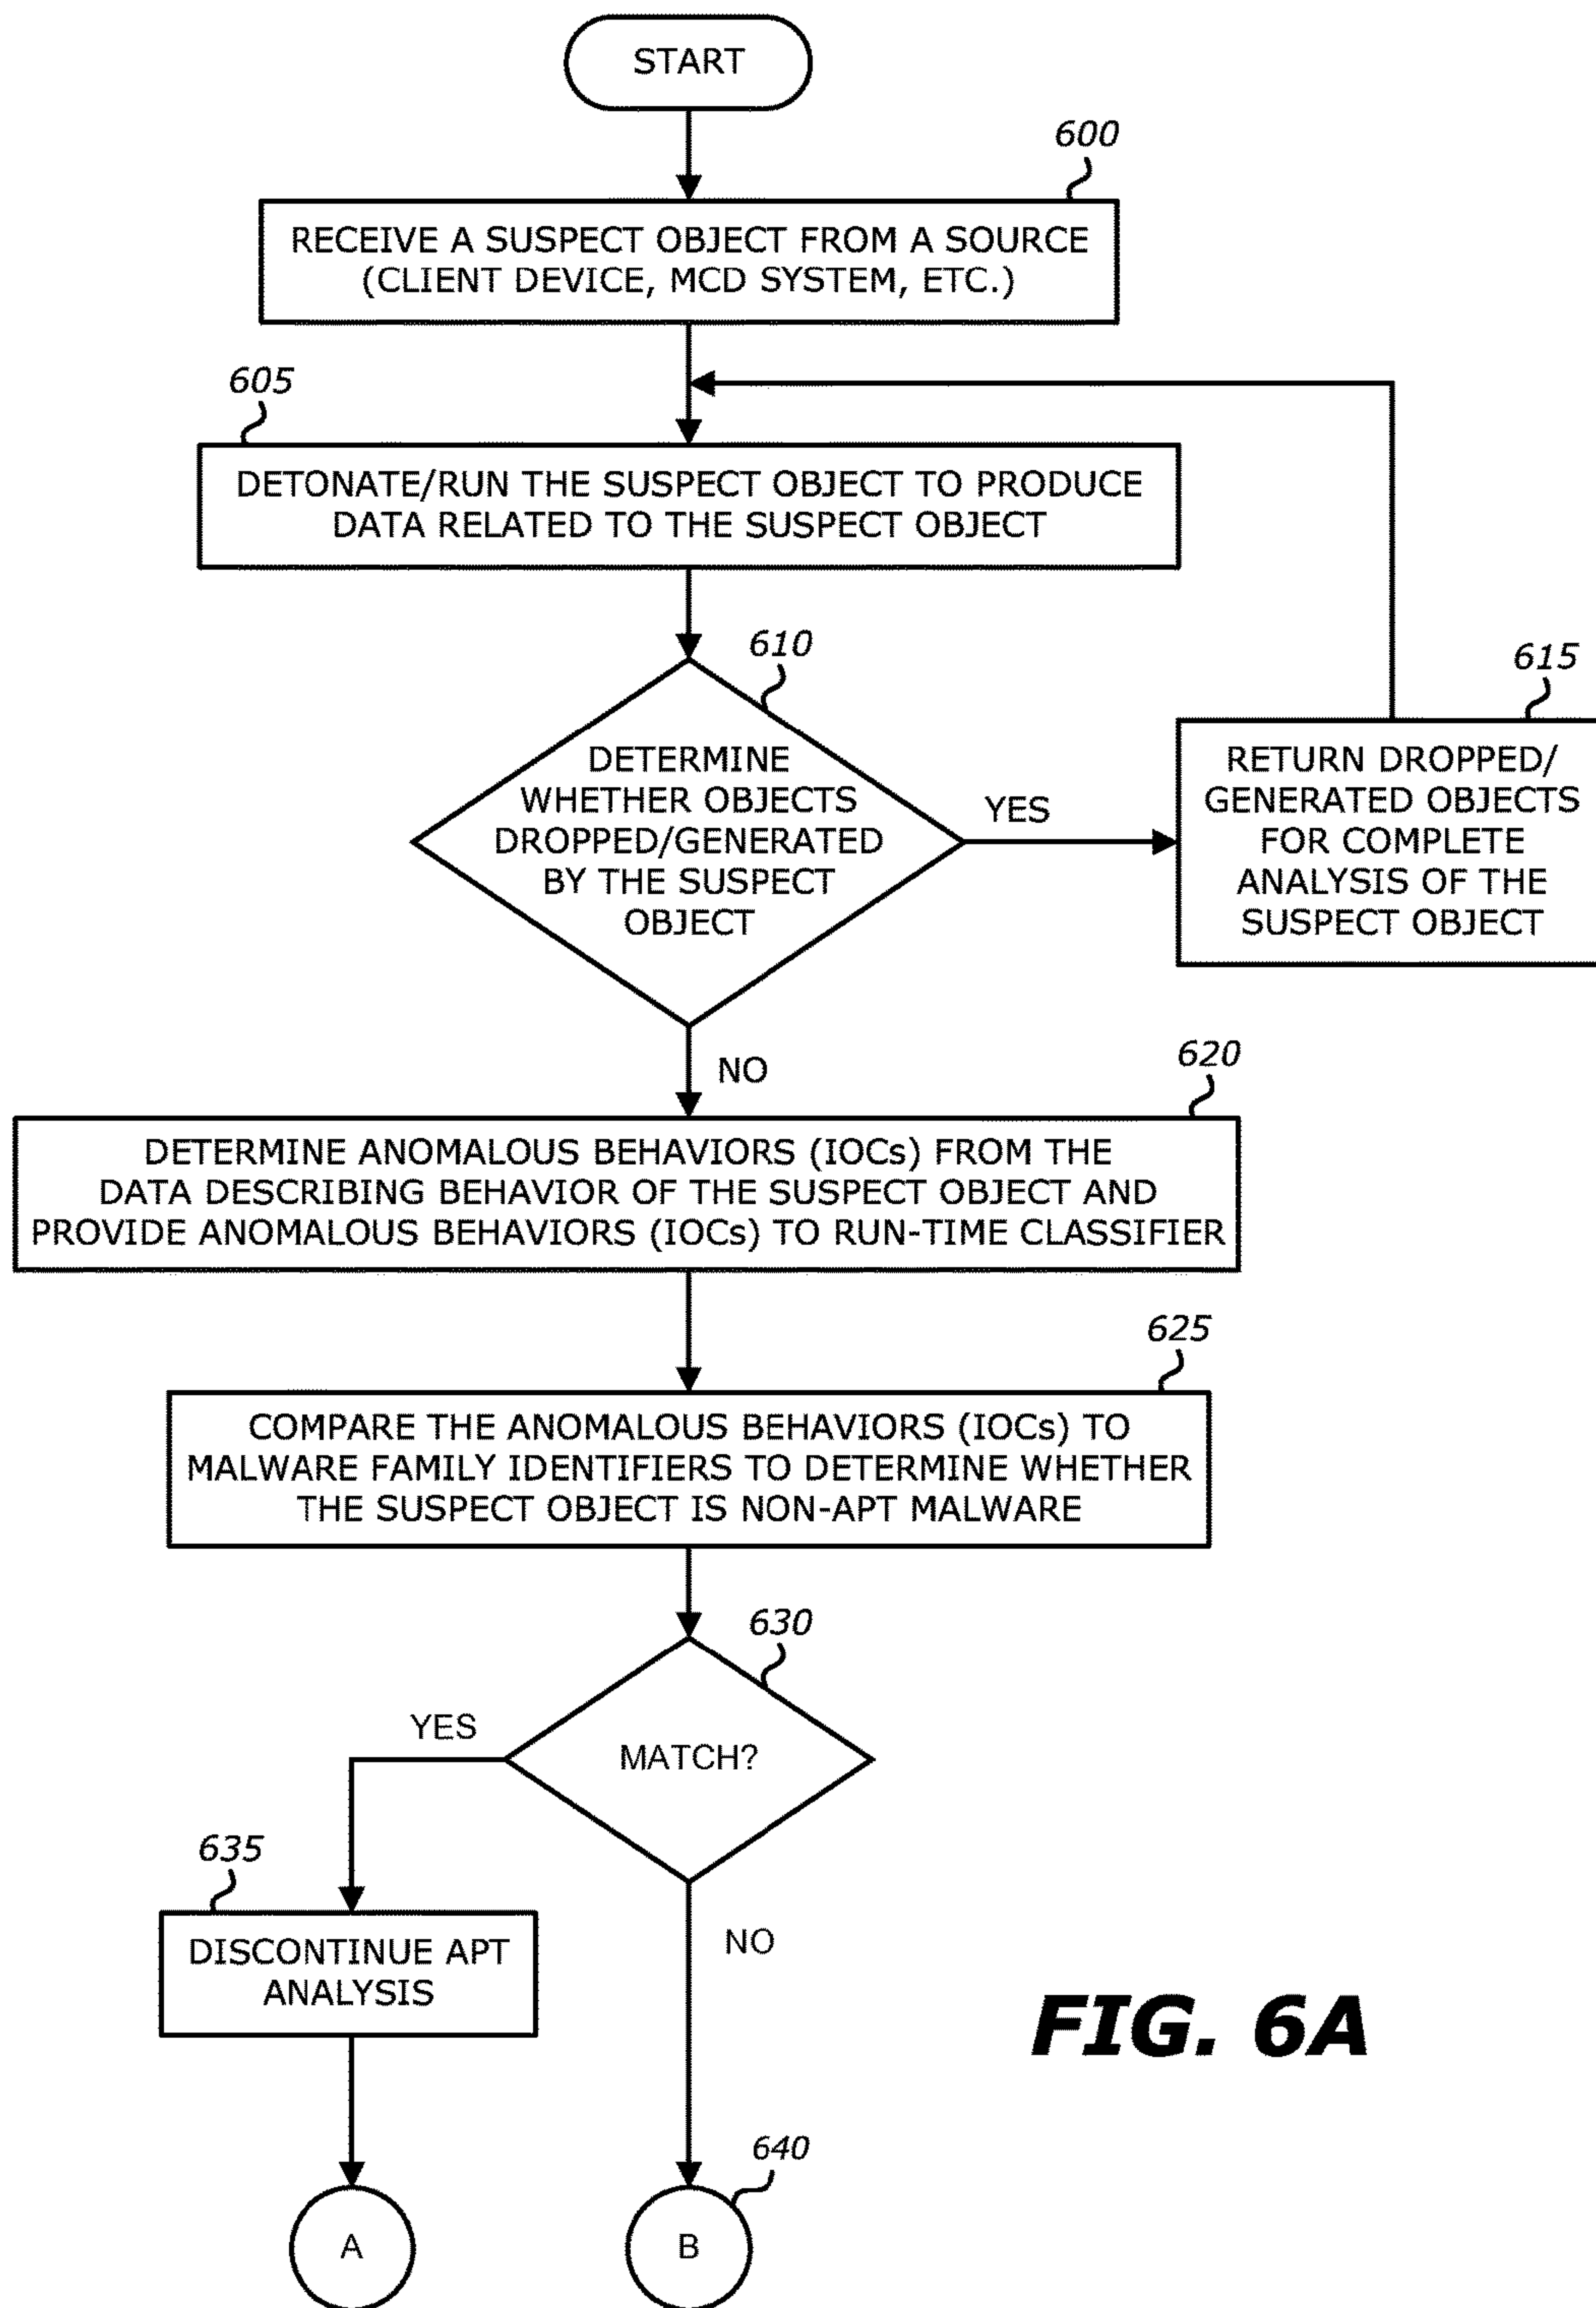 START
600
RECEIVE A SUSPECT OBJECT FROM A SOURCE
(CLIENT DEVICE, MCD SYSTEM, ETC.)
605
DETONATE/RUN THE SUSPECT OBJECT TO PRODUCE
DATA RELATED TO THE SUSPECT OBJECT
610
DETERMINE
WHETHER OBJECTS
DROPPED/GENERATED
BY THE SUSPECT
OBJECT
YES
615
RETURN DROPPED/
GENERATED OBJECTS
FOR COMPLETE
ANALYSIS OF THE
SUSPECT OBJECT
NO
620
DETERMINE ANOMALOUS BEHAVIORS (IOCs) FROM THE
DATA DESCRIBING BEHAVIOR OF THE SUSPECT OBJECT AND
PROVIDE ANOMALOUS BEHAVIORS (IOCs) TO RUN-TIME CLASSIFIER
625
COMPARE THE ANOMALOUS BEHAVIORS (IOCs) TO
MALWARE FAMILY IDENTIFIERS TO DETERMINE WHETHER
THE SUSPECT OBJECT IS NON-APT MALWARE
630
MATCH?
YES
635
DISCONTINUE APT
ANALYSIS
NO
FIG. 6A
640
A
B